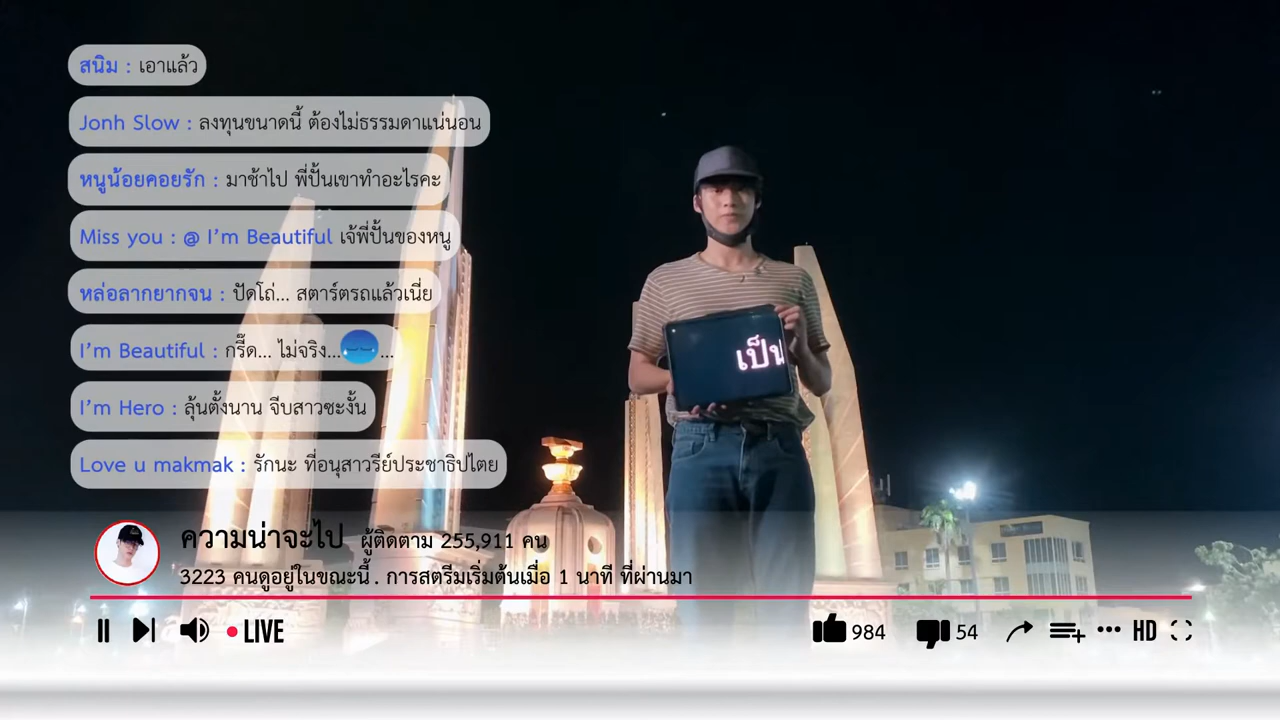 สนิม : เอาแล้ว
Jonh Slow : ลงทุนขนาดนี้ ต้องไม่ธรรมดาแน่นอน
หนูน้อยคอยรัก : มาช้าไป พี่ปั้นเขาทำอะไรคะ
Miss you : @ I’m Beautiful เจ้พี่ปั้นของหนู
หล่อลากยากจน : ปัดโถ่... สตาร์ตรถแล้วเนี่ย
I’m Beautiful : กรี๊ด... ไม่จริง... ...
I’m Hero : ลุ้นตั้งนาน จีบสาวซะงั้น
Love u makmak : รักนะ ที่อนุสาวรีย์ประชาธิปไตย
เป็น
ความน่าจะไป ผู้ติดตาม 255,911 คน
3223 คนดูอยู่ในขณะนี้ . การสตรีมเริ่มต้นเมื่อ 1 นาที ที่ผ่านมา
LIVE 984 54 HD